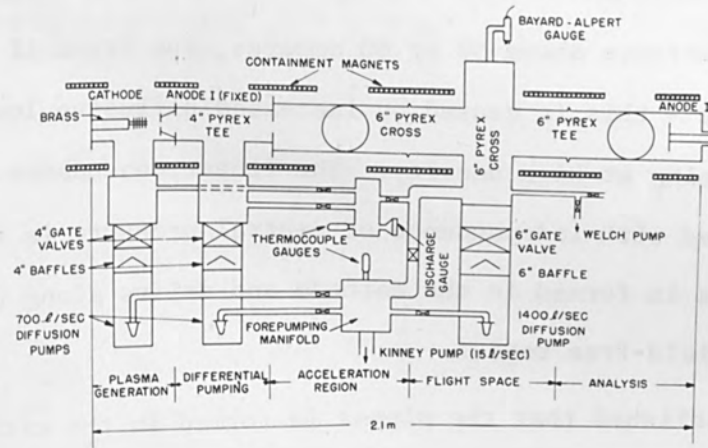 BAYARD-ALPERT
GAUGE
CONTAINMENT MAGNETS
CATHODE
ANODE I (FIXED)
ANODE I
BRASS
4" PYREX
TEE
6" PYREX
CROSS
6" PYREX
CROSS
6" PYREX
TEE
4" GATE
VALVES
THERMOCOUPLE
GAUGES
DISCHARGE
GAUGE
6" GATE
VALVE
WELCH PUMP
4" BAFFLES
6" BAFFLE
700 ℓ/SEC
DIFFUSION
PUMPS
FOREPUMPING
MANIFOLD
1400 ℓ/SEC
DIFFUSION
PUMP
KINNEY PUMP (15 ℓ/SEC)
PLASMA
GENERATION
DIFFERENTIAL
PUMPING
ACCELERATION
REGION
FLIGHT SPACE
ANALYSIS
2.1m